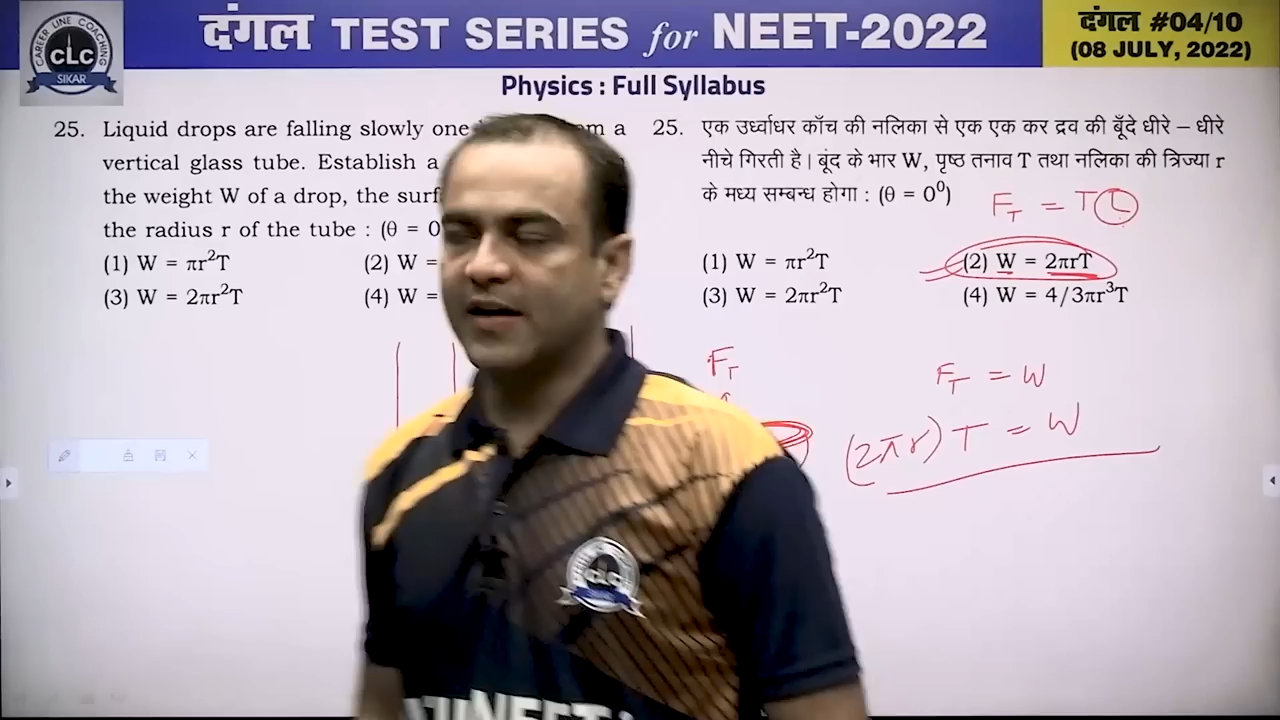 CAREER LINE COACHING
CLC
SIKAR
दंगल TEST SERIES for NEET-2022
दंगल #04/10
(08 JULY, 2022)
Physics : Full Syllabus
25. Liquid drops are falling slowly one
vertical glass tube. Establish a
the weight W of a drop, the
the radius r of the tube : (θ = 0
(1) W = πr²T (2) W =
(3) W = 2πr²T (4) W =
25. एक उर्ध्वाधर काँच की नलिका से एक एक कर द्रव की बूँदे धीरे – धीरे
नीचे गिरती है। बूंद के भार W, पृष्ठ तनाव T तथा नलिका की त्रिज्या r
के मध्य सम्बन्ध होगा : (θ = 0⁰)
F_T = T L
(1) W = πr²T (2) W = 2πrT
(3) W = 2πr²T (4) W = 4/3πr³T
F_T
F_T = W
(2πr) T = W
CLC
SIKAR